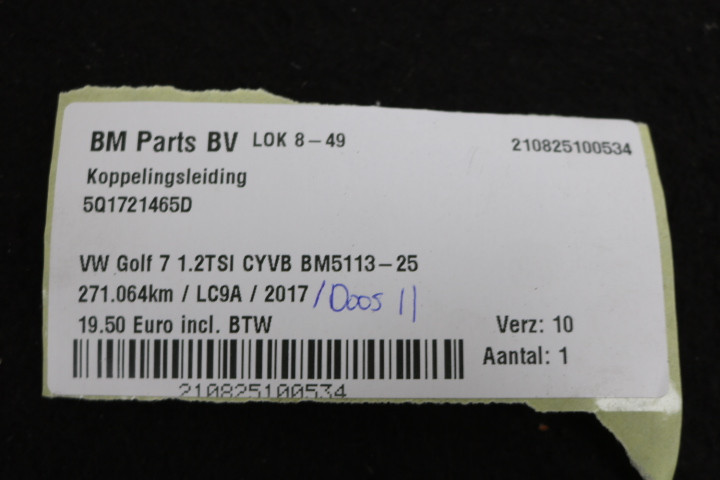 BM Parts BV LOK 8-49 210825100534
Koppelingsleiding
5Q1721465D
VW Golf 7 1.2TSI CYVB BM5113-25
271.064km / LC9A / 2017 / Doos 11
19.50 Euro incl. BTW Verz: 10
Aantal: 1
210825100534